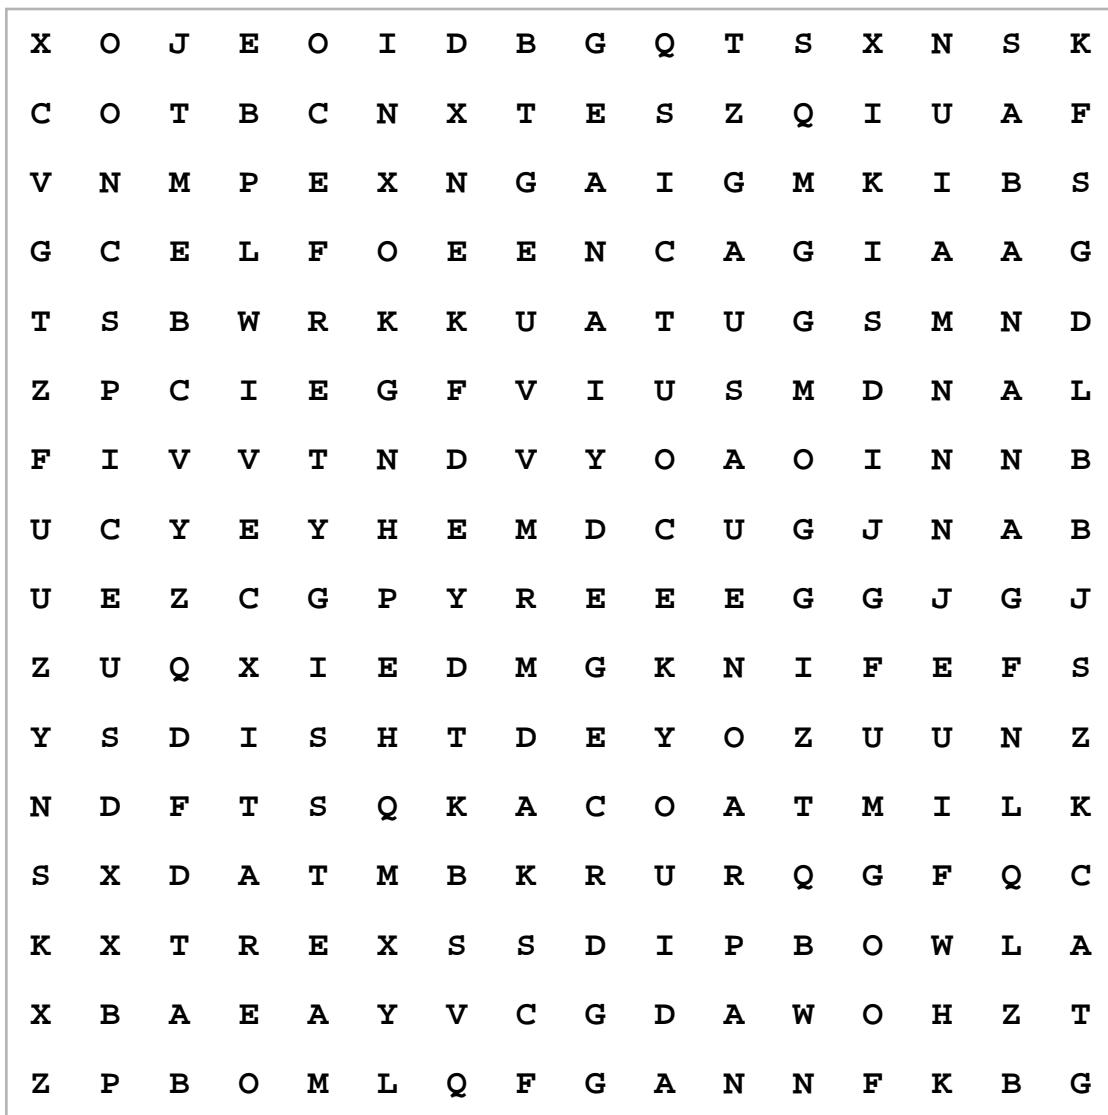 X O J E O I D B G Q T S X N S K
C O T B C N X T E S Z Q I U A F
V N M P E X N G A I G M K I B S
G C E L F O E E N C A G I A A G
T S B W R K K U A T U G S M N D
Z P C I E G F V I U S M D N A L
F I V V T N D V Y O A O I N N B
U C Y E Y H E M D C U G J N A B
U E Z C G P Y R E E E G G J G J
Z U Q X I E D M G K N I F E F S
Y S D I S H T D E Y O Z U U N Z
N D F T S Q K A C O A T M I L K
S X D A T M B K R U R Q G F Q C
K X T R E X S S D I P B O W L A
X B A E A Y V C G D A W O H Z T
Z P B O M L Q F G A N N F K B G